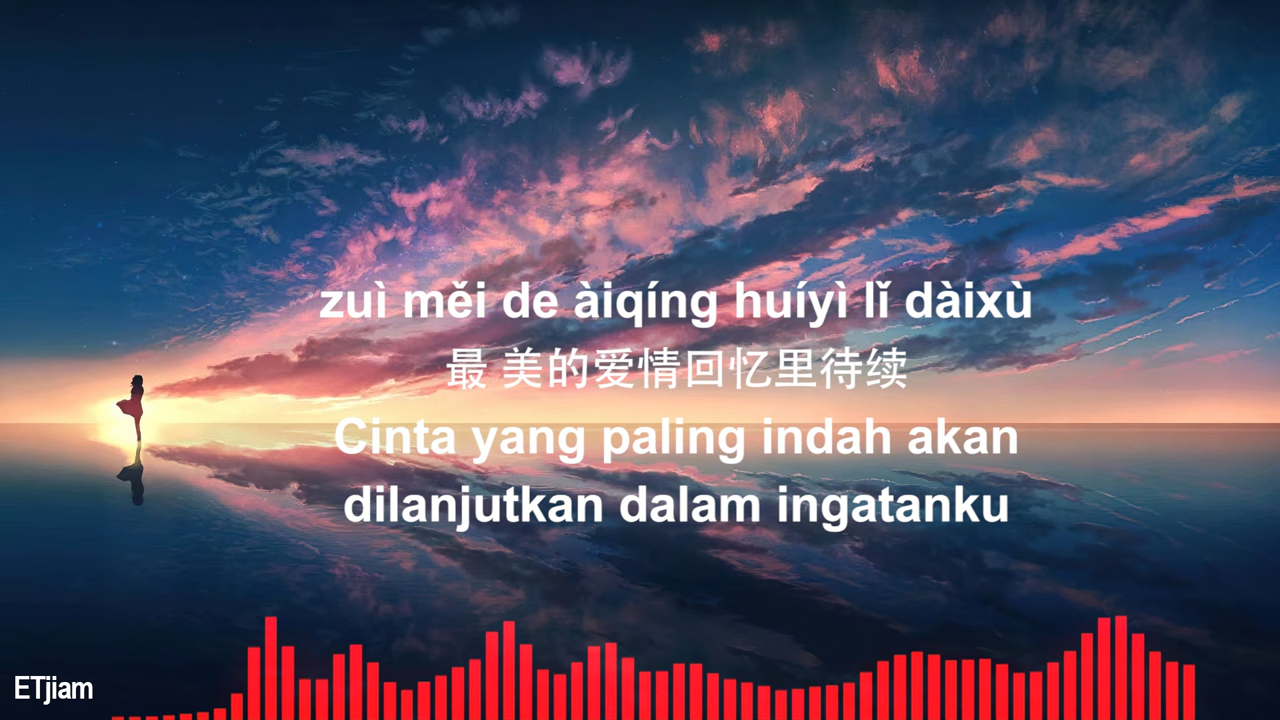 zuì měi de àiqíng huíyì lǐ dàixù
最 美的爱情回忆里待续
Cinta yang paling indah akan
dilanjutkan dalam ingatanku
ETjiam